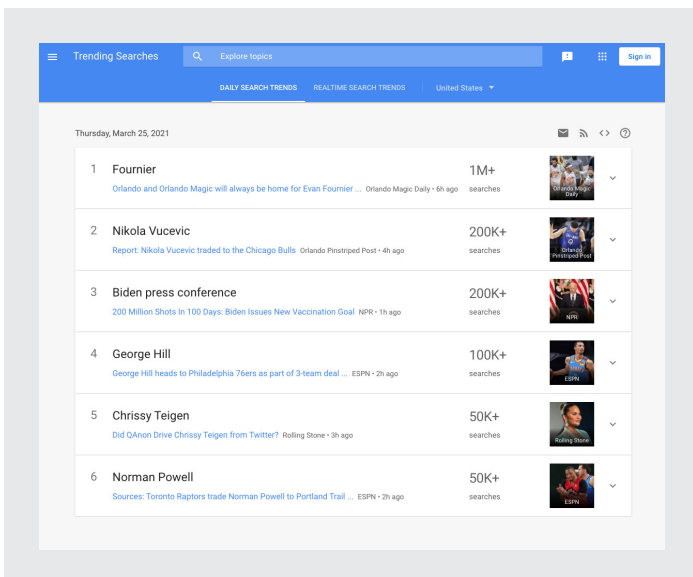 Trending Searches
Explore topics
Sign in
DAILY SEARCH TRENDS
REALTIME SEARCH TRENDS
United States
Thursday, March 25, 2021
1 Fournier 1M+
Orlando and Orlando Magic will always be home for Evan Fournier ... Orlando Magic Daily • 6h ago searches
Orlando Magic
Daily
2 Nikola Vucevic 200K+
Report: Nikola Vucevic traded to the Chicago Bulls Orlando Pinstriped Post • 4h ago searches
Orlando
Pinstriped Post
3 Biden press conference 200K+
200 Million Shots In 100 Days: Biden Issues New Vaccination Goal NPR • 1h ago searches
NPR
4 George Hill 100K+
George Hill heads to Philadelphia 76ers as part of 3-team deal ... ESPN • 2h ago searches
ESPN
5 Chrissy Teigen 50K+
Did QAnon Drive Chrissy Teigen from Twitter? Rolling Stone • 3h ago searches
Rolling Stone
6 Norman Powell 50K+
Sources: Toronto Raptors trade Norman Powell to Portland Trail ... ESPN • 2h ago searches
ESPN